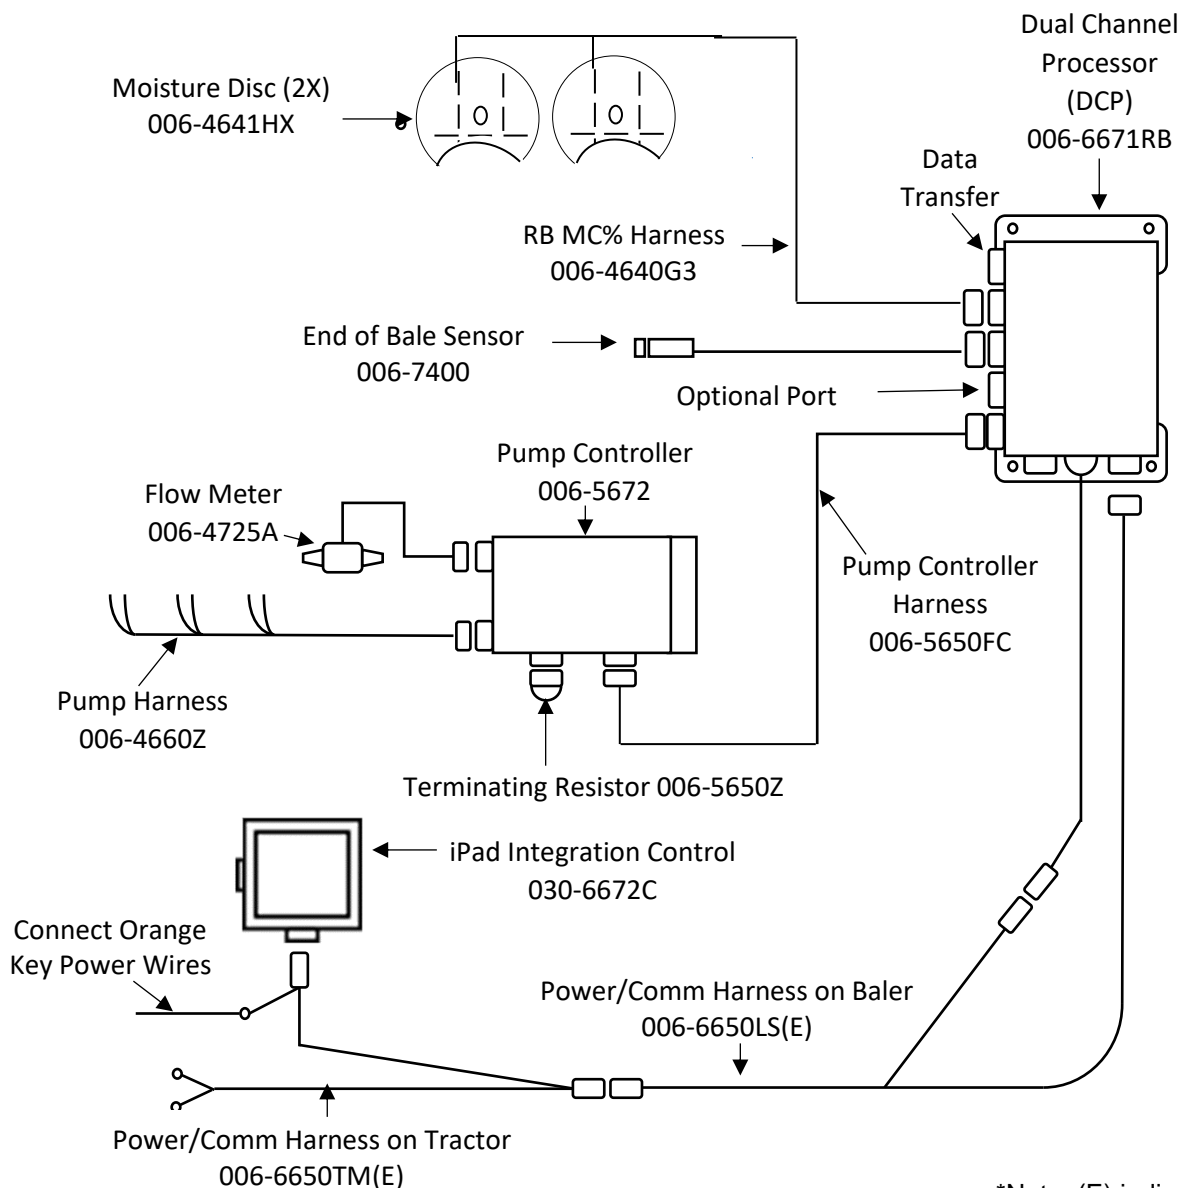 Dual Channel
Processor
(DCP)
006-6671RB
Moisture Disc (2X)
006-4641HX
Data
Transfer
RB MC% Harness
006-4640G3
End of Bale Sensor
006-7400
Optional Port
Pump Controller
006-5672
Flow Meter
006-4725A
Pump Controller
Harness
006-5650FC
Pump Harness
006-4660Z
Terminating Resistor 006-5650Z
iPad Integration Control
030-6672C
Connect Orange
Key Power Wires
Power/Comm Harness on Baler
006-6650LS(E)
Power/Comm Harness on Tractor
006-6650TM(E)